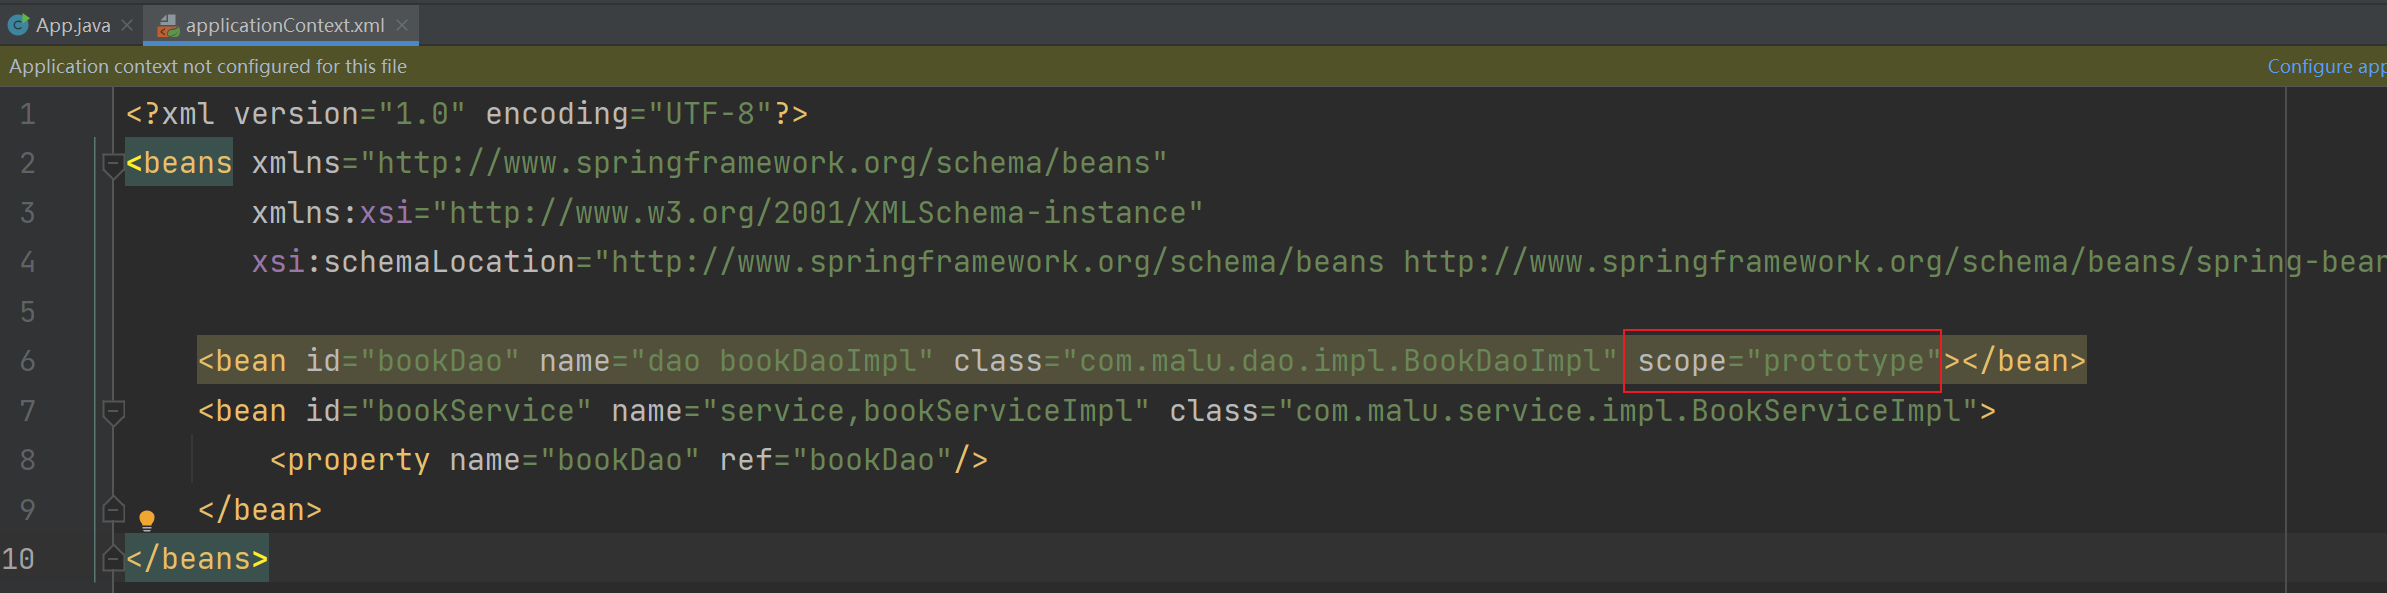 App.java
applicationContext.xml
Application context not configured for this file
Configure app
1 <?xml version="1.0" encoding="UTF-8"?>
2 <beans xmlns="http://www.springframework.org/schema/beans"
3 xmlns:xsi="http://www.w3.org/2001/XMLSchema-instance"
4 xsi:schemaLocation="http://www.springframework.org/schema/beans http://www.springframework.org/schema/beans/spring-bean
5
6 <bean id="bookDao" name="dao bookDaoImpl" class="com.malu.dao.impl.BookDaoImpl" scope="prototype"></bean>
7 <bean id="bookService" name="service,bookServiceImpl" class="com.malu.service.impl.BookServiceImpl">
8 <property name="bookDao" ref="bookDao"/>
9 </bean>
10 </beans>